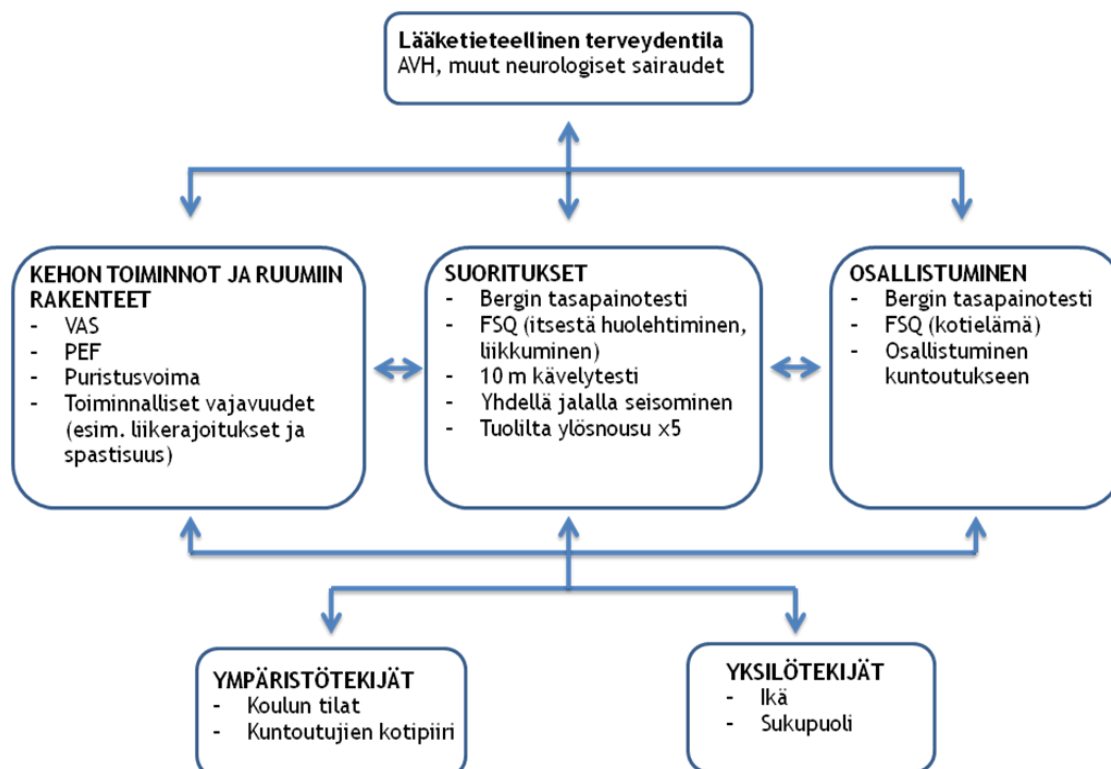 Lääketieteellinen terveydentila
AVH, muut neurologiset sairaudet
KEHON TOIMINNOT JA RUUMIIN
RAKENTEET
- VAS
- PEF
- Puristusvoima
- Toiminnalliset vajavuudet
(esim. liikerajoitukset ja
spastisuus)
SUORITUKSET
- Bergin tasapainotesti
- FSQ (itsestä huolehtiminen,
liikkuminen)
- 10 m kävelytesti
- Yhdellä jalalla seisominen
- Tuolilta ylösnousu x5
OSALLISTUMINEN
- Bergin tasapainotesti
- FSQ (kotielämä)
- Osallistuminen
kuntoutukseen
YMPÄRISTÖTEKIJÄT
- Koulun tilat
- Kuntoutujien kotipiiri
YKSILÖTEKIJÄT
- Ikä
- Sukupuoli